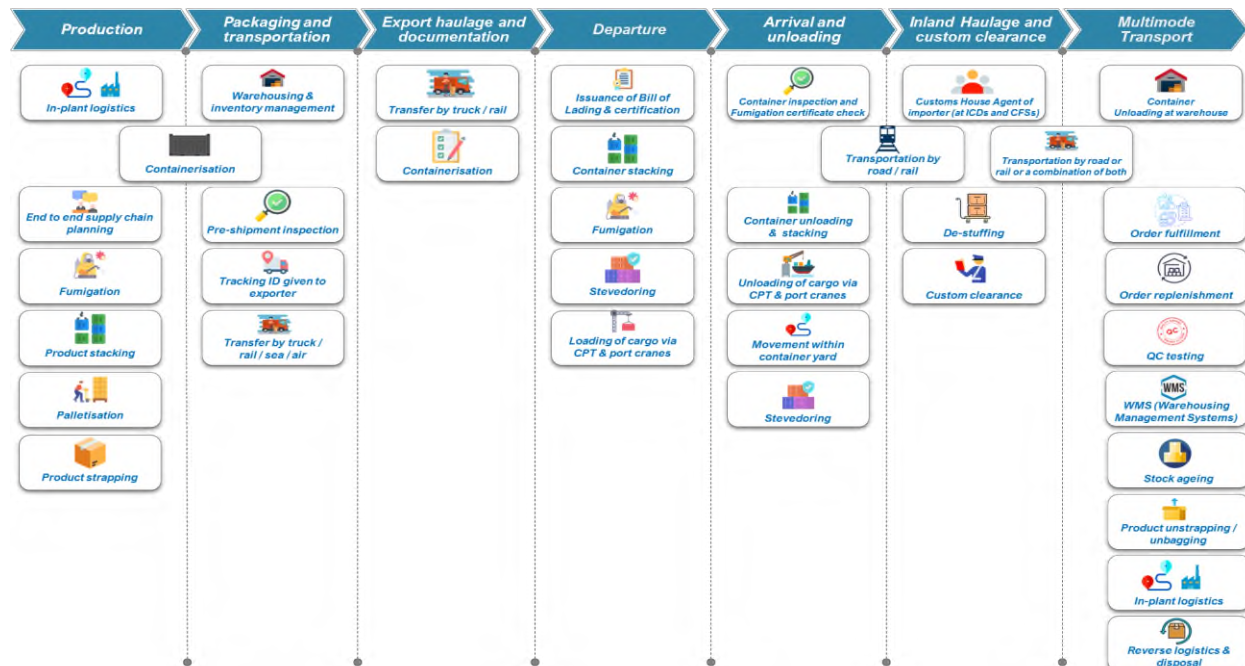 Production
Packaging and
transportation
Export haulage and
documentation
Departure
Arrival and
unloading
Inland Haulage and
custom clearance
Multimode
Transport
In-plant logistics
Containerisation
End to end supply chain
planning
Fumigation
Product stacking
Palletisation
Product strapping
Warehousing &
inventory management
Pre-shipment inspection
Tracking ID given to
exporter
Transfer by truck /
rail / sea / air
Transfer by truck / rail
Containerisation
Issuance of Bill of
Lading & certification
Container stacking
Fumigation
Stevedoring
Loading of cargo via
CPT & port cranes
Container inspection and
Fumigation certificate check
Transportation by
road / rail
Container unloading
& stacking
Unloading of cargo via
CPT & port cranes
Movement within
container yard
Stevedoring
Customs House Agent of
importer (at ICDs and CFSs)
Transportation by road or
rail or a combination of both
De-stuffing
Custom clearance
Container
Unloading at warehouse
Order fulfillment
Order replenishment
QC
QC testing
WMS
WMS (Warehousing
Management Systems)
Stock ageing
Product unstrapping /
unbagging
In-plant logistics
Reverse logistics &
disposal